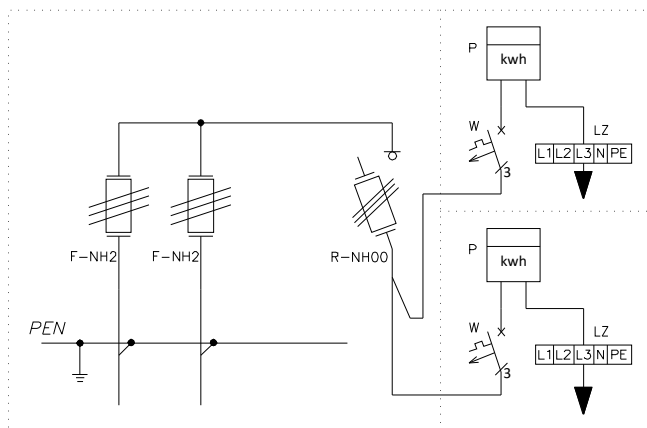 P
kwh
W
3
LZ
L1 L2 L3 N PE
F-NH2
F-NH2
R-NH00
PEN
P
kwh
W
3
LZ
L1 L2 L3 N PE